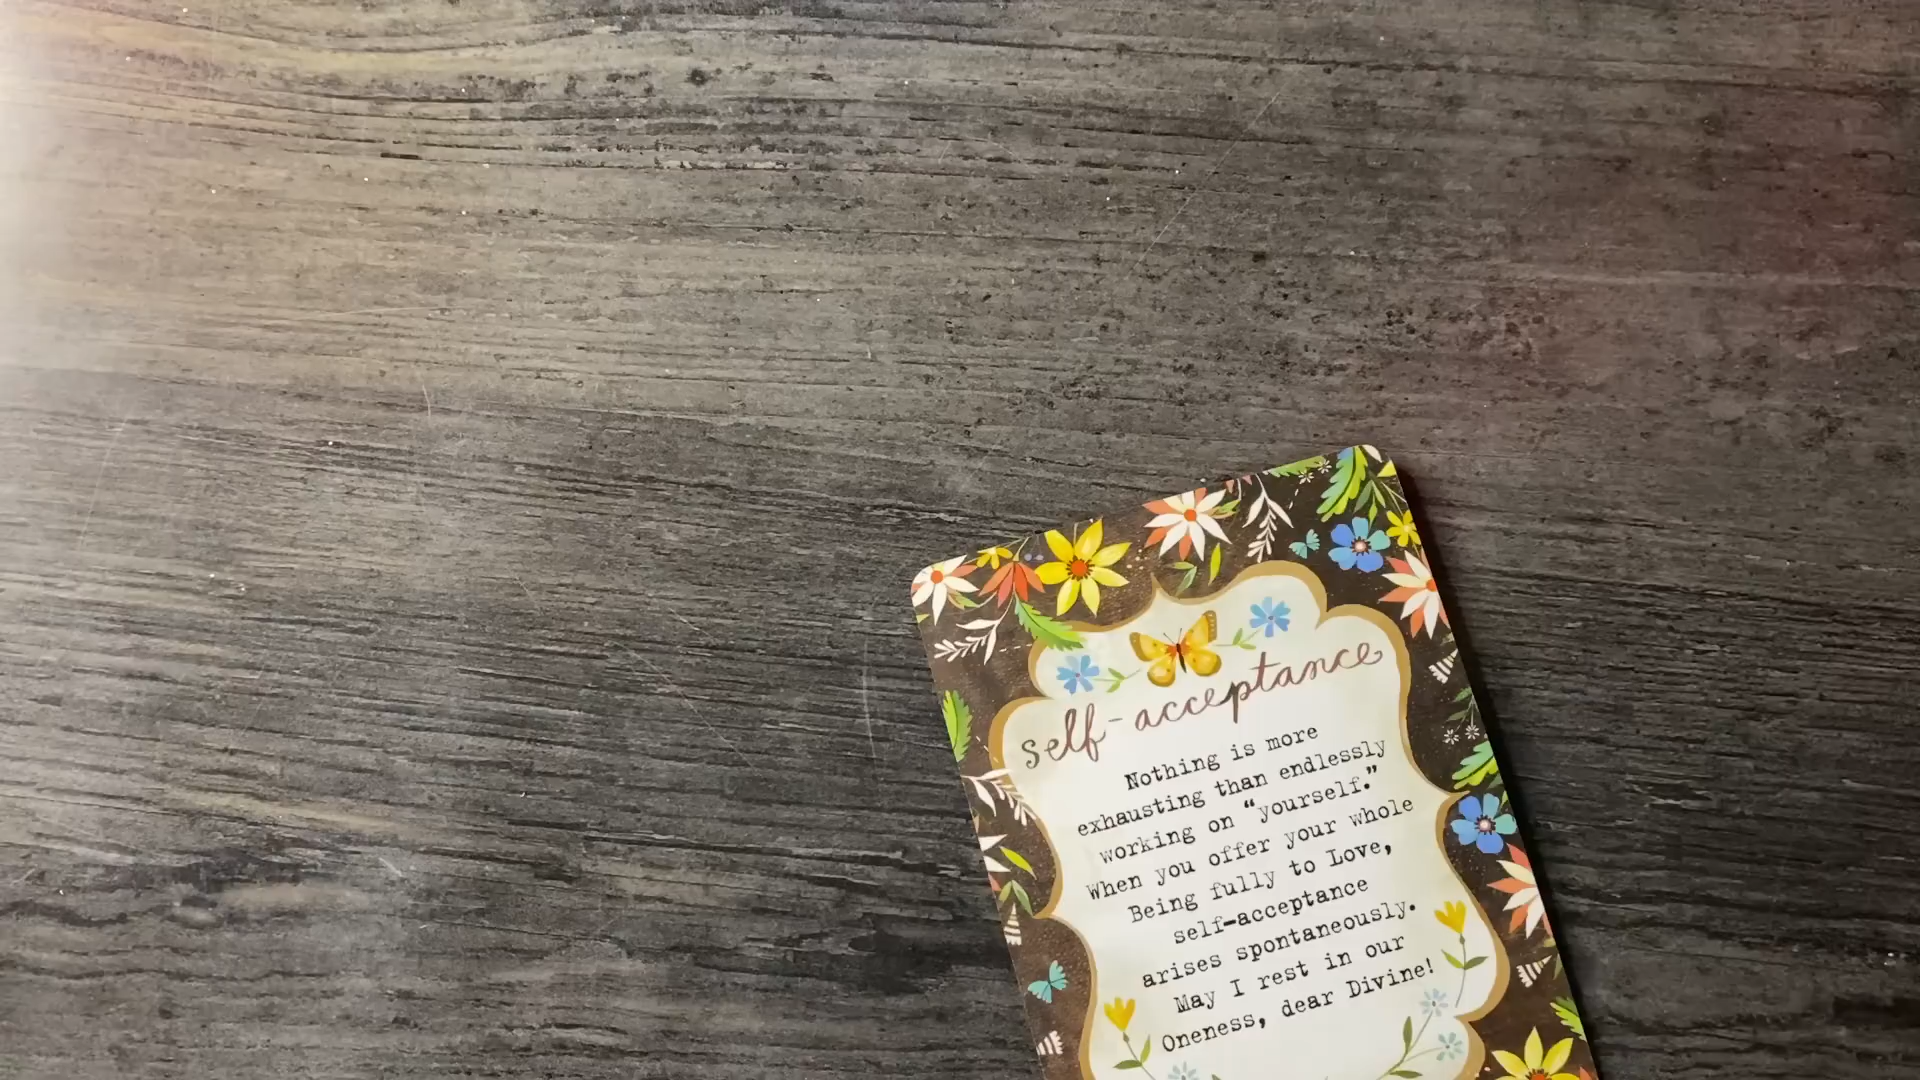 self-acceptance
Nothing is more
exhausting than endlessly
working on “yourself.”
When you offer your whole
Being fully to Love,
self-acceptance
arises spontaneously.
May I rest in our
Oneness, dear Divine!